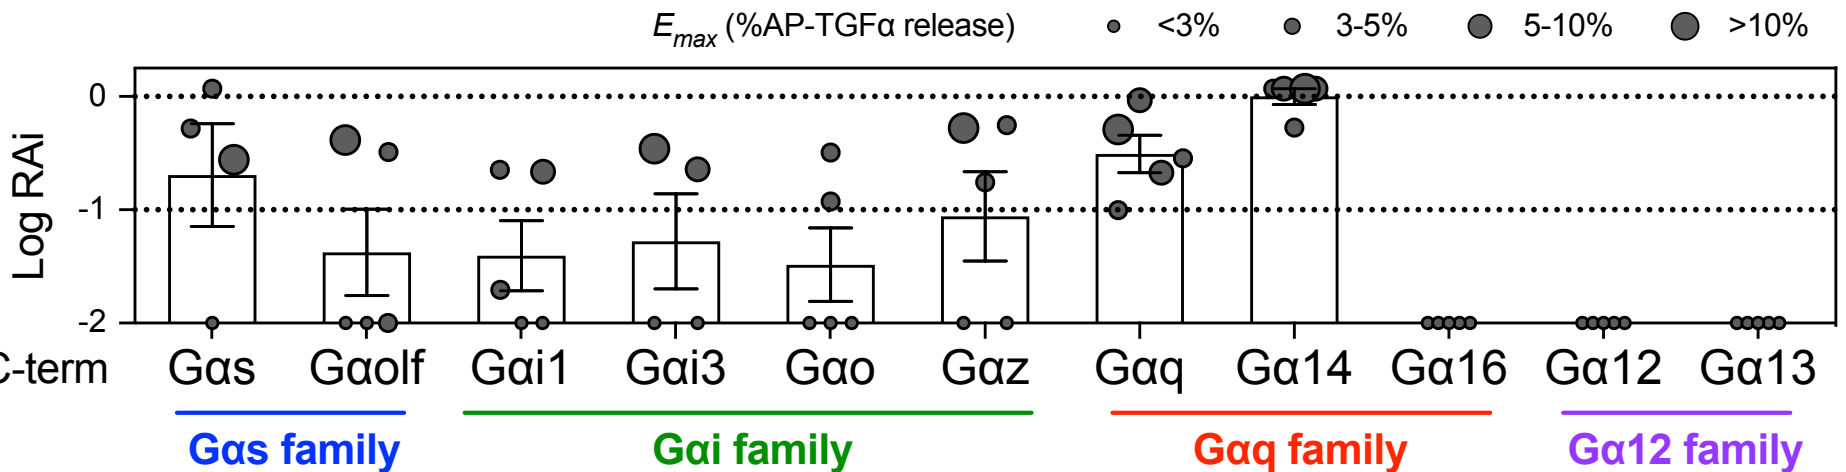 Emax (%AP-TGFα release) <3% 3-5% 5-10% >10%
Log RAi
0
-1
-2
C-term Gαs Gαolf Gαi1 Gαi3 Gαo Gαz Gαq Gα14 Gα16 Gα12 Gα13
Gαs family Gαi family Gαq family Gα12 family